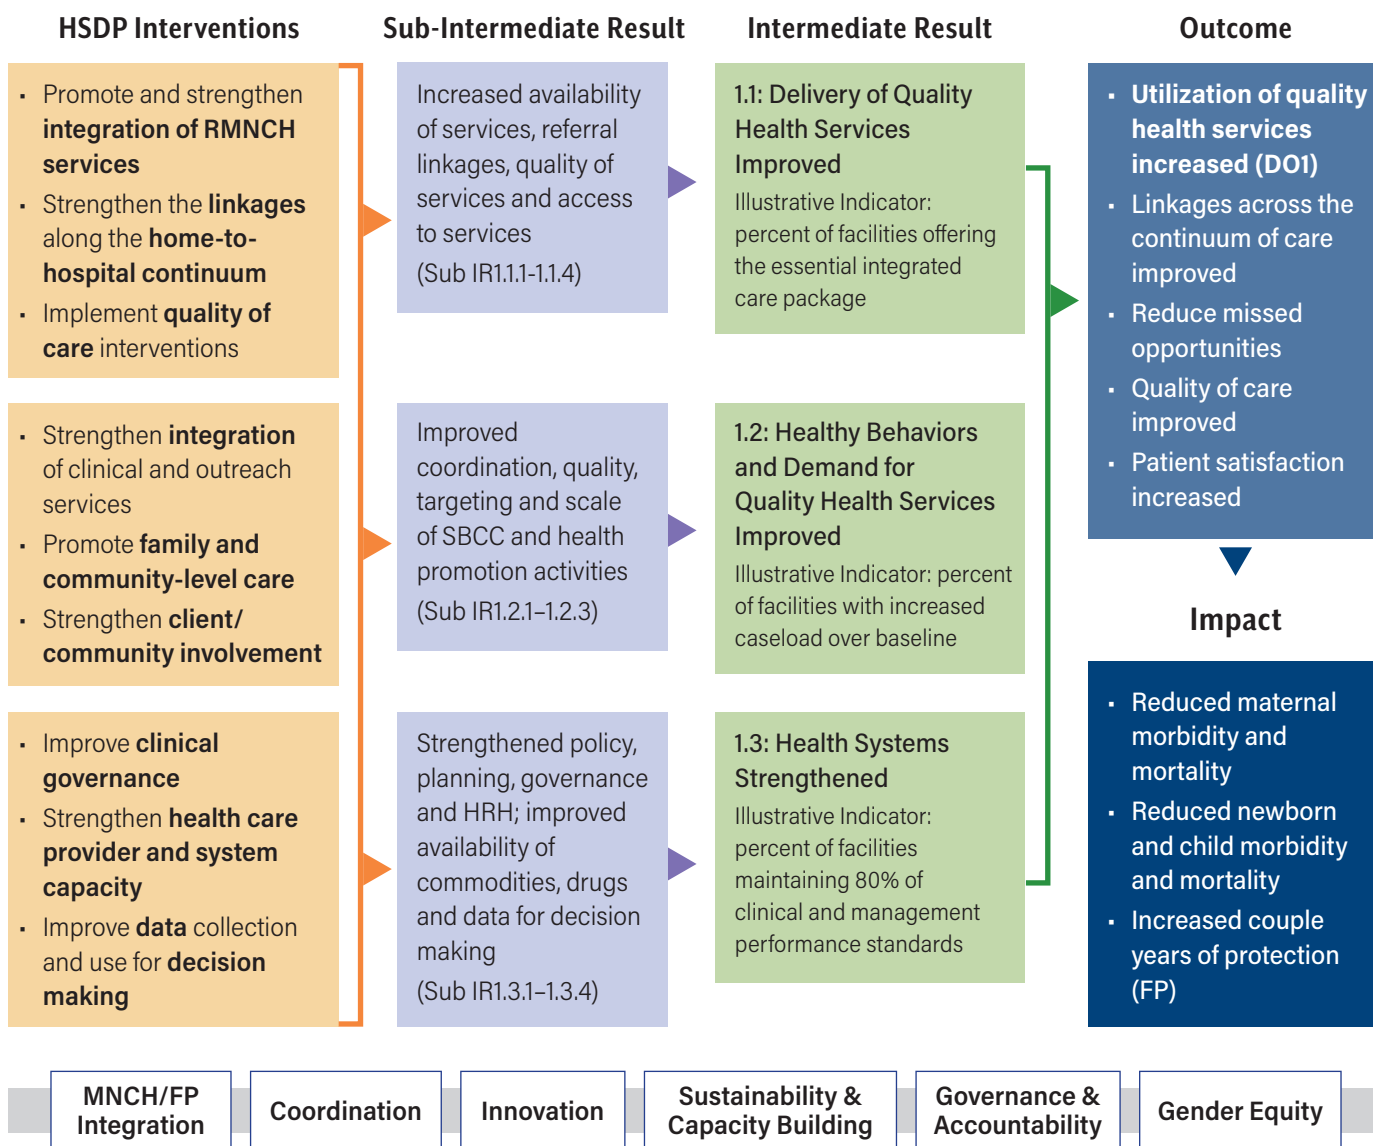 HSDP Interventions
• Promote and strengthen
integration of RMNCH
services
• Strengthen the linkages
along the home-to-
hospital continuum
• Implement quality of
care interventions
• Strengthen integration
of clinical and outreach
services
• Promote family and
community-level care
• Strengthen client/
community involvement
• Improve clinical
governance
• Strengthen health care
provider and system
capacity
• Improve data collection
and use for decision
making
Sub-Intermediate Result
Increased availability
of services, referral
linkages, quality of
services and access
to services
(Sub IR1.1.1-1.1.4)
Improved
coordination, quality,
targeting and scale
of SBCC and health
promotion activities
(Sub IR1.2.1–1.2.3)
Strengthened policy,
planning, governance
and HRH; improved
availability of
commodities, drugs
and data for decision
making
(Sub IR1.3.1–1.3.4)
Intermediate Result
1.1: Delivery of Quality
Health Services
Improved
Illustrative Indicator:
percent of facilities offering
the essential integrated
care package
1.2: Healthy Behaviors
and Demand for
Quality Health Services
Improved
Illustrative Indicator: percent
of facilities with increased
caseload over baseline
1.3: Health Systems
Strengthened
Illustrative Indicator:
percent of facilities
maintaining 80% of
clinical and management
performance standards
Outcome
• Utilization of quality
health services
increased (DO1)
• Linkages across the
continuum of care
improved
• Reduce missed
opportunities
• Quality of care
improved
• Patient satisfaction
increased
Impact
• Reduced maternal
morbidity and
mortality
• Reduced newborn
and child morbidity
and mortality
• Increased couple
years of protection
(FP)
MNCH/FP
Integration
Coordination
Innovation
Sustainability &
Capacity Building
Governance &
Accountability
Gender Equity